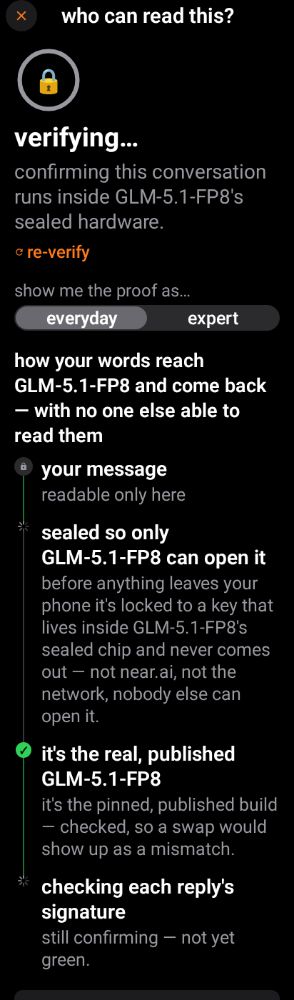 who can read this?
verifying…
confirming this conversation
runs inside GLM-5.1-FP8's
sealed hardware.
re-verify
show me the proof as…
everyday
expert
how your words reach
GLM-5.1-FP8 and come back
— with no one else able to
read them
your message
readable only here
sealed so only
GLM-5.1-FP8 can open it
before anything leaves your
phone it's locked to a key that
lives inside GLM-5.1-FP8's
sealed chip and never comes
out — not near.ai, not the
network, nobody else can
open it.
it's the real, published
GLM-5.1-FP8
it's the pinned, published build
— checked, so a swap would
show up as a mismatch.
checking each reply's
signature
still confirming — not yet
green.